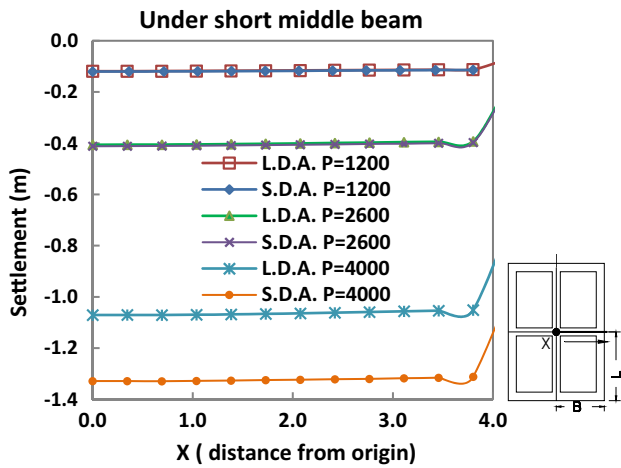 Under short middle beam
0.0
-0.2
-0.4
-0.6
-0.8
-1.0
-1.2
-1.4
Settlement (m)
L.D.A. P=1200
S.D.A. P=1200
L.D.A. P=2600
S.D.A. P=2600
L.D.A. P=4000
S.D.A. P=4000
0.0 1.0 2.0 3.0 4.0
X ( distance from origin)
X
L
B